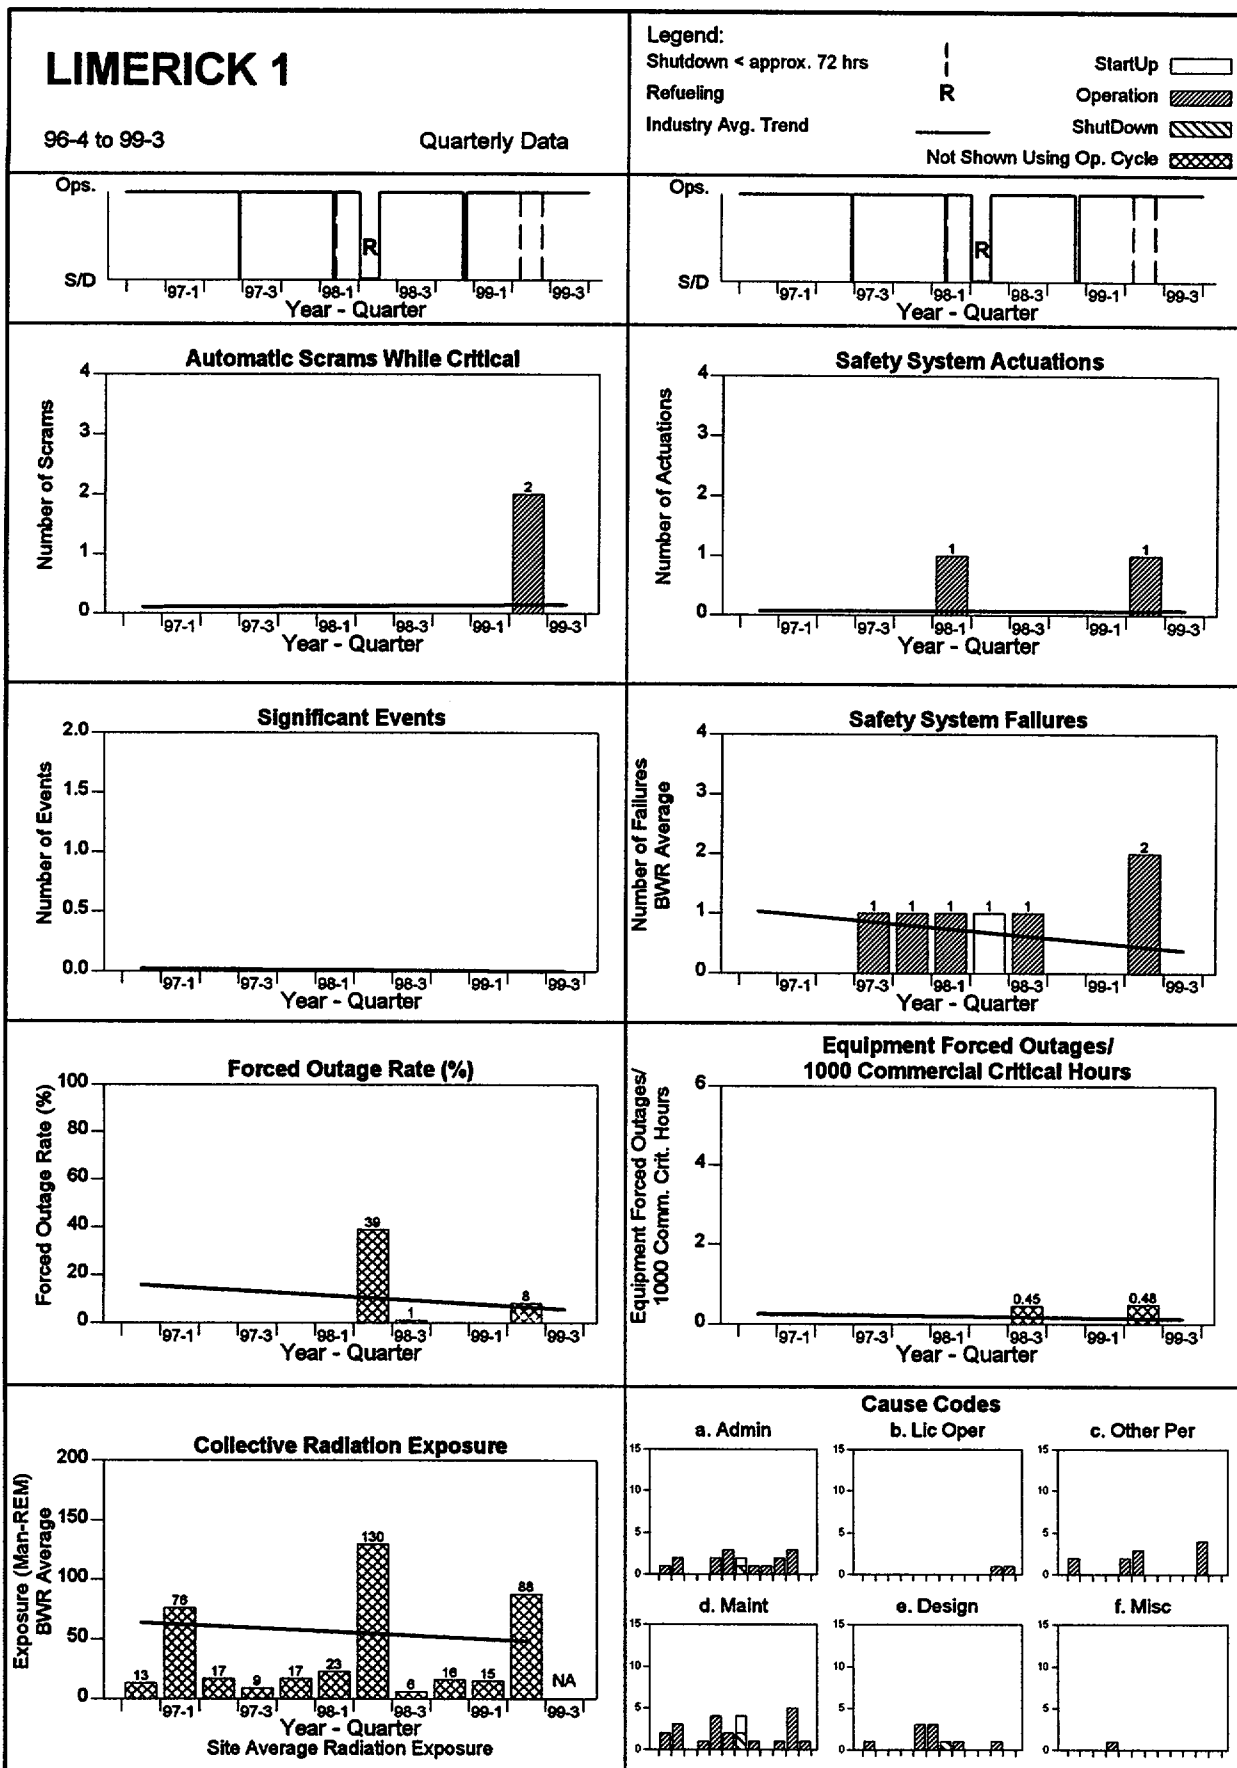 LIMERICK 1
96-4 to 99-3 Quarterly Data
Legend:
Shutdown < approx. 72 hrs
Refueling R
Industry Avg. Trend
StartUp
Operation
ShutDown
Not Shown Using Op. Cycle
Ops.
R
S/D
97-1 97-3 98-1 98-3 99-1 99-3
Year - Quarter
Ops.
R
S/D
97-1 97-3 98-1 98-3 99-1 99-3
Year - Quarter
Automatic Scrams While Critical
Number of Scrams
4
3
2
1
0
2
97-1 97-3 98-1 98-3 99-1 99-3
Year - Quarter
Safety System Actuations
Number of Actuations
4
3
2
1
0
1 1
97-1 97-3 98-1 98-3 99-1 99-3
Year - Quarter
Significant Events
Number of Events
2.0
1.5
1.0
0.5
0.0
97-1 97-3 98-1 98-3 99-1 99-3
Year - Quarter
Safety System Failures
Number of Failures
BWR Average
4
3
2
1
0
1 1 1 1 1 2
97-1 97-3 98-1 98-3 99-1 99-3
Year - Quarter
Forced Outage Rate (%)
Forced Outage Rate (%)
100
80
60
40
20
0
39 1 8
97-1 97-3 98-1 98-3 99-1 99-3
Year - Quarter
Equipment Forced Outages/
1000 Commercial Critical Hours
Equipment Forced Outages/
1000 Comm. Crit. Hours
6
4
2
0
0.45 0.48
97-1 97-3 98-1 98-3 99-1 99-3
Year - Quarter
Collective Radiation Exposure
Exposure (Man-REM)
BWR Average
200
150
100
50
0
13 76 17 9 17 23 130 6 16 15 88 NA
97-1 97-3 98-1 98-3 99-1 99-3
Year - Quarter
Site Average Radiation Exposure
Cause Codes
a. Admin
15
10
5
0
b. Lic Oper
15
10
5
0
c. Other Per
15
10
5
0
d. Maint
15
10
5
0
e. Design
15
10
5
0
f. Misc
15
10
5
0